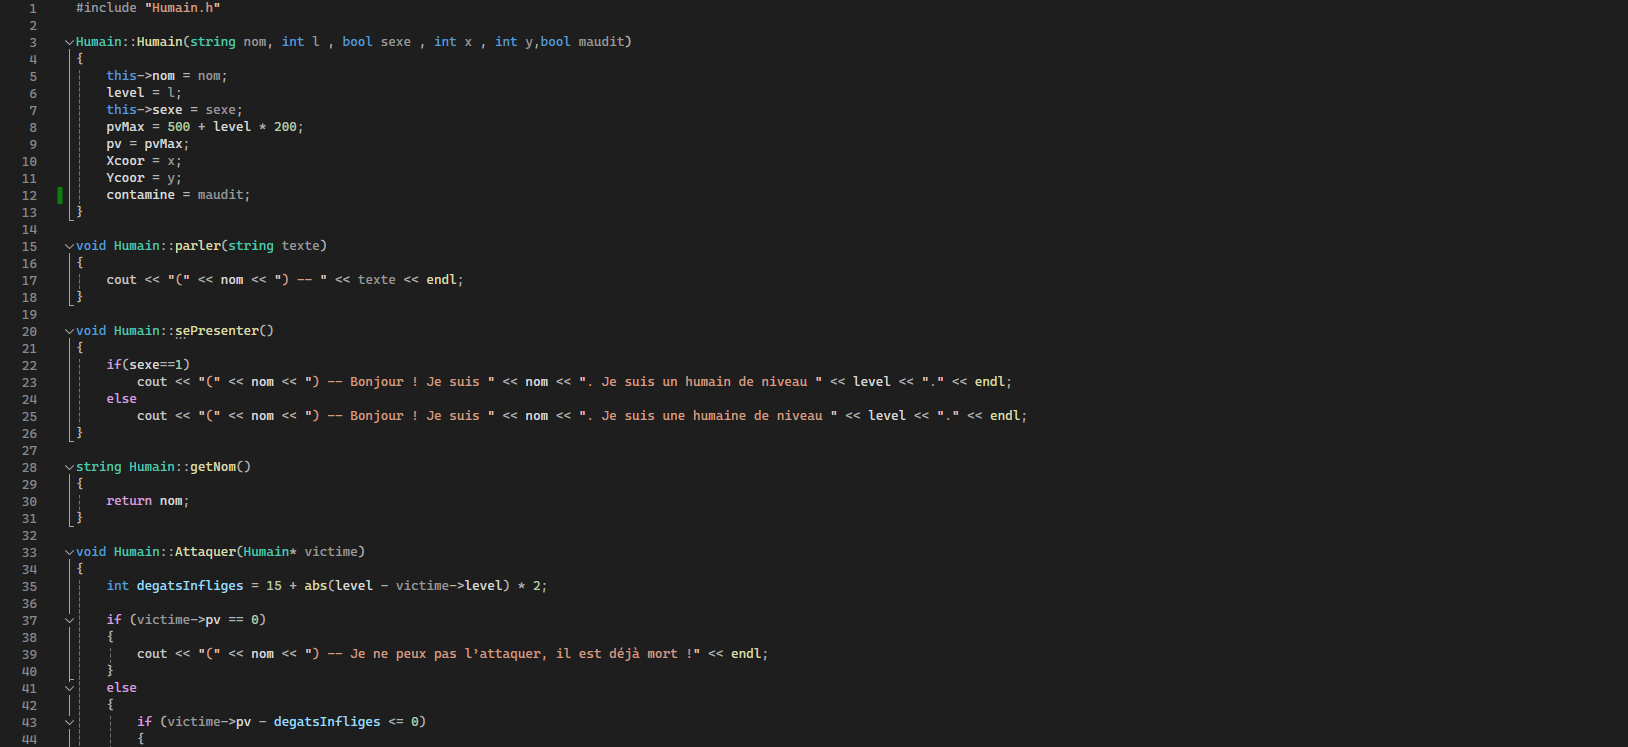 1 #include "Humain.h"
2
3 Humain::Humain(string nom, int l , bool sexe , int x , int y,bool maudit)
4 {
5 this->nom = nom;
6 level = l;
7 this->sexe = sexe;
8 pvMax = 500 + level * 200;
9 pv = pvMax;
10 Xcoor = x;
11 Ycoor = y;
12 contamine = maudit;
13 }
14
15 void Humain::parler(string texte)
16 {
17 cout << "(" << nom << ") -- " << texte << endl;
18 }
19
20 void Humain::sePresenter()
21 {
22 if(sexe==1)
23 cout << "(" << nom << ") -- Bonjour ! Je suis " << nom << ". Je suis un humain de niveau " << level << "." << endl;
24 else
25 cout << "(" << nom << ") -- Bonjour ! Je suis " << nom << ". Je suis une humaine de niveau " << level << "." << endl;
26 }
27
28 string Humain::getNom()
29 {
30 return nom;
31 }
32
33 void Humain::Attaquer(Humain* victime)
34 {
35 int degatsInfliges = 15 + abs(level - victime->level) * 2;
36
37 if (victime->pv == 0)
38 {
39 cout << "(" << nom << ") -- Je ne peux pas l'attaquer, il est déjà mort !" << endl;
40 }
41 else
42 {
43 if (victime->pv - degatsInfliges <= 0)
44 {